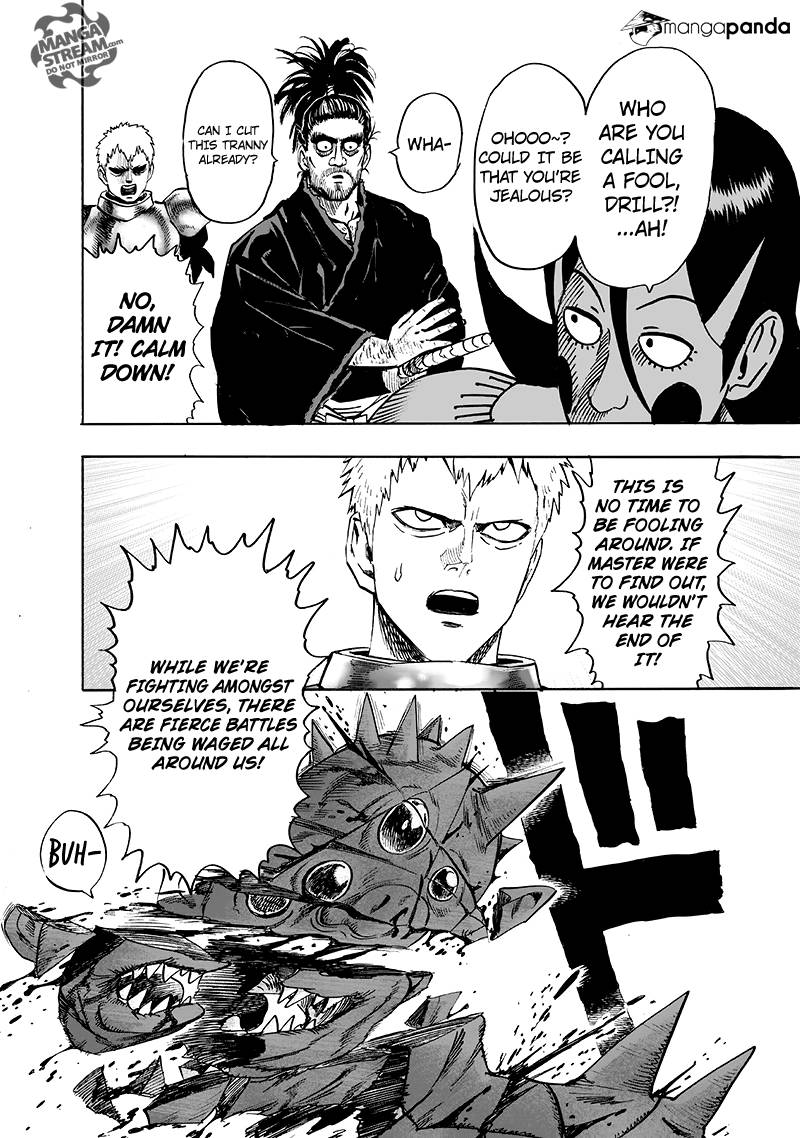 MANGA
STREAM.com
DO NOT MIRROR
mangapanda
WHO
ARE YOU
CALLING
A FOOL,
DRILL?!
...AH!
OHOOO~?
COULD IT BE
THAT YOU'RE
JEALOUS?
WHA-
CAN I CUT
THIS TRANNY
ALREADY?
NO,
DAMN
IT! CALM
DOWN!
THIS IS
NO TIME TO
BE FOOLING
AROUND. IF
MASTER WERE
TO FIND OUT,
WE WOULDN'T
HEAR THE
END OF
IT!
WHILE WE'RE
FIGHTING AMONGST
OURSELVES, THERE
ARE FIERCE BATTLES
BEING WAGED ALL
AROUND US!
BUH-